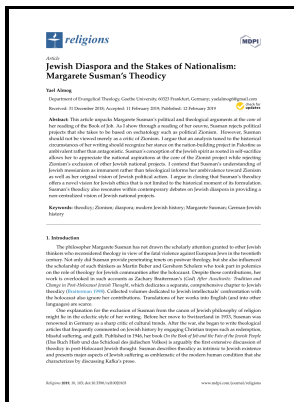 religions
MDPI
Article
Jewish Diaspora and the Stakes of Nationalism:
Margarete Susman's Theodicy
Yael Almog
Department of Evangelical Theology, Goethe University, 60323 Frankfurt, Germany; yaelalmog8@gmail.com
Received: 31 December 2018; Accepted: 11 February 2019; Published: 12 February 2019
Abstract: This article unpacks Margarete Susman's political and theological arguments at the core of
her reading of the Book of Job. As I show through a reading of her oeuvre, Susman rejects political
projects that she takes to be based on eschatology such as political Zionism. However, Susman
should not be viewed merely as a critic of Zionism. I argue that an analysis tuned to the historical
circumstances of her writing should recognize her stance on the nation-building project in Palestine as
ambivalent rather than antagonistic. Susman's conception of the Jewish spirit as rooted in self-sacrifice
allows her to appreciate the national aspirations at the core of the Zionist project while rejecting
Zionism's exclusion of other Jewish national projects. I contend that Susman's understanding of
Jewish messianism as immanent rather than teleological informs her ambivalence toward Zionism
as well as her original vision of Jewish political action. I argue in closing that Susman's theodicy
offers a novel vision for Jewish ethics that is not limited to the historical moment of its formulation.
Susman's theodicy also resonates within contemporary debates on Jewish diaspora in providing a
non-centralized vision of Jewish national projects.
Keywords: theodicy; Zionism; diaspora; modern Jewish history; Margarete Susman; German-Jewish
history
1. Introduction
The philosopher Margarete Susman has not drawn the scholarly attention granted to other Jewish
thinkers who reconsidered theology in view of the fatal violence against European Jews in the twentieth
century. Not only did Susman provide penetrating tenets on postwar theology, but she also influenced
the scholarship of such thinkers as Martin Buber and Gershom Scholem who took part in polemics
on the role of theology for Jewish communities after the holocaust. Despite these contributions, her
work is overlooked in such accounts as Zachary Braiterman's (God) After Auschwitz: Tradition and
Change in Post-Holocaust Jewish Thought, which dedicates a separate, comprehensive chapter to Jewish
theodicy (Braiterman 1998). Collected volumes dedicated to Jewish intellectuals' confrontation with
the holocaust also ignore her contributions. Translations of her works into English (and into other
languages) are scarce.
One explanation for the exclusion of Susman from the canon of Jewish philosophy of religion
might lie in the eclectic style of her writing. Before her move to Switzerland in 1933, Susman was
renowned in Germany as a sharp critic of cultural trends. After the war, she began to write theological
articles that frequently commented on Jewish history by engaging Christian tropes such as redemption,
blissful suffering, and guilt. Published in 1946, her book On the Book of Job and the Fate of the Jewish People
(Das Buch Hiob und das Schicksal des jüdischen Volkes) is arguably the first extensive discussion of
theodicy in post-Holocaust Jewish thought. Susman describes theodicy as intrinsic to Jewish existence
and presents major aspects of Jewish suffering as emblematic of the modern human condition that she
characterizes by discussing Kafka's prose.
Religions 2019, 10, 103; doi:10.3390/rel10020103
www.mdpi.com/journal/religions